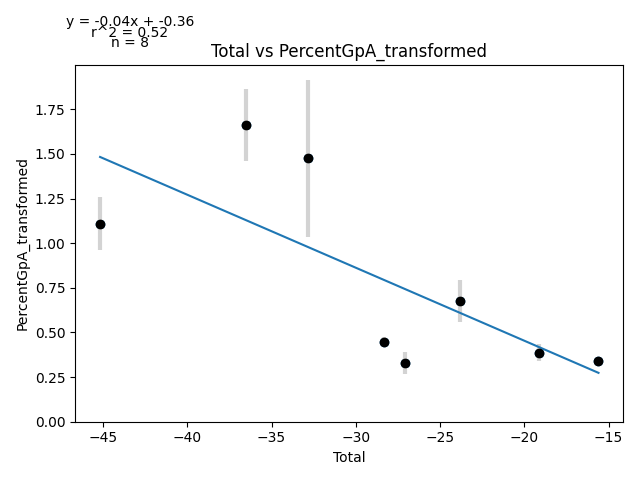 y = -0.04x + -0.36
r^2 = 0.52
n = 8
Total vs PercentGpA_transformed
PercentGpA_transformed
1.75
1.50
1.25
1.00
0.75
0.50
0.25
0.00
−45
−40
−35
−30
−25
−20
−15
Total